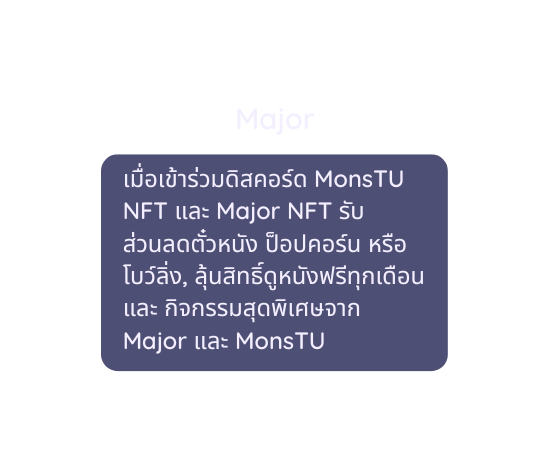 Major
เมื่อเข้าร่วมดิสคอร์ด MonsTU
NFT และ Major NFT รับ
ส่วนลดตั๋วหนัง ป็อปคอร์น หรือ
โบว์ลิ่ง, ลุ้นสิทธิ์ดูหนังฟรีทุกเดือน
และ กิจกรรมสุดพิเศษจาก
Major และ MonsTU